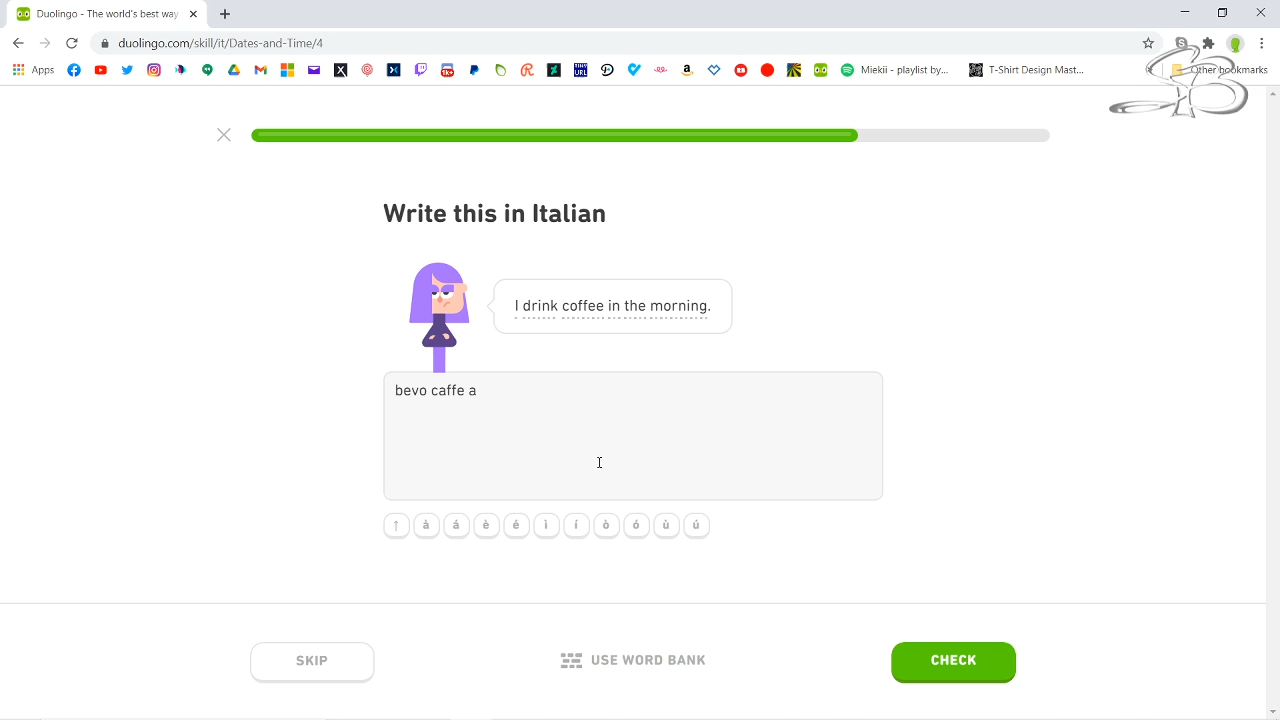 Duolingo - The world's best way
duolingo.com/skill/it/Dates-and-Time/4
Apps
Miekii - playlist by...
T-Shirt Design Mast...
Other bookmarks
Write this in Italian
I drink coffee in the morning.
bevo caffe a
↑ à á è é ì í ò ó ù ú
SKIP
USE WORD BANK
CHECK